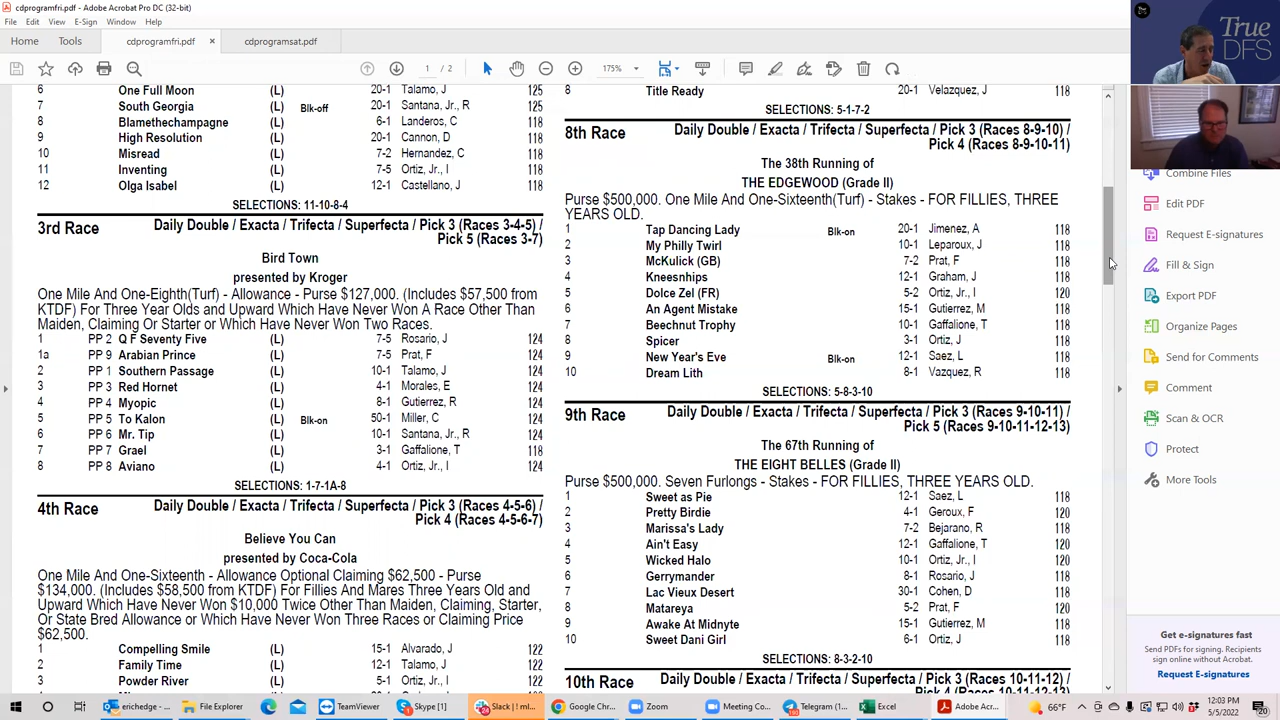 cdprogramfri.pdf - Adobe Acrobat Pro DC (32-bit)
File Edit View E-Sign Window Help
Home Tools cdprogramfri.pdf × cdprogramsat.pdf
1 / 2 175%
6 One Full Moon (L) 20-1 Talamo, J 125
7 South Georgia (L) Blk-off 20-1 Santana, Jr., R 125
8 Blamethechampagne (L) 6-1 Landeros, C 118
9 High Resolution (L) 20-1 Cannon, D 118
10 Misread (L) 7-2 Hernandez, C 118
11 Inventing (L) 7-5 Ortiz, Jr., I 118
12 Olga Isabel (L) 12-1 Castellano, J 118
SELECTIONS: 11-10-8-4
3rd Race Daily Double / Exacta / Trifecta / Superfecta / Pick 3 (Races 3-4-5) /
Pick 5 (Races 3-7)
Bird Town
presented by Kroger
One Mile And One-Eighth(Turf) - Allowance - Purse $127,000. (Includes $57,500 from
KTDF) For Three Year Olds and Upward Which Have Never Won A Race Other Than
Maiden, Claiming Or Starter or Which Have Never Won Two Races.
1 PP 2 Q F Seventy Five (L) 7-5 Rosario, J 124
1a PP 9 Arabian Prince (L) 7-5 Prat, F 124
2 PP 1 Southern Passage (L) 10-1 Talamo, J 124
3 PP 3 Red Hornet (L) 4-1 Morales, E 124
4 PP 4 Myopic (L) 8-1 Gutierrez, R 124
5 PP 5 To Kalon (L) Blk-on 50-1 Miller, C 124
6 PP 6 Mr. Tip (L) 10-1 Santana, Jr., R 124
7 PP 7 Grael (L) 3-1 Gaffalione, T 118
8 PP 8 Aviano (L) 4-1 Ortiz, Jr., I 124
SELECTIONS: 1-7-1A-8
4th Race Daily Double / Exacta / Trifecta / Superfecta / Pick 3 (Races 4-5-6) /
Pick 4 (Races 4-5-6-7)
Believe You Can
presented by Coca-Cola
One Mile And One-Sixteenth - Allowance Optional Claiming $62,500 - Purse
$134,000. (Includes $58,500 from KTDF) For Fillies And Mares Three Years Old and
Upward Which Have Never Won $10,000 Twice Other Than Maiden, Claiming, Starter,
Or State Bred Allowance or Which Have Never Won Three Races or Claiming Price
$62,500.
1 Compelling Smile (L) 15-1 Alvarado, J 122
2 Family Time (L) 12-1 Talamo, J 122
3 Powder River (L) 5-1 Ortiz, Jr., I 122
8 Title Ready 20-1 Velazquez, J 118
SELECTIONS: 5-1-7-2
8th Race Daily Double / Exacta / Trifecta / Superfecta / Pick 3 (Races 8-9-10) /
Pick 4 (Races 8-9-10-11)
The 38th Running of
THE EDGEWOOD (Grade II)
Purse $500,000. One Mile And One-Sixteenth(Turf) - Stakes - FOR FILLIES, THREE
YEARS OLD.
1 Tap Dancing Lady Blk-on 20-1 Jimenez, A 118
2 My Philly Twirl 10-1 Leparoux, J 118
3 McKulick (GB) 7-2 Prat, F 118
4 Kneesnhips 12-1 Graham, J 118
5 Dolce Zel (FR) 5-2 Ortiz, Jr., I 120
6 An Agent Mistake 15-1 Gutierrez, M 118
7 Beechnut Trophy 10-1 Gaffalione, T 118
8 Spicer 3-1 Ortiz, J 118
9 New Year's Eve Blk-on 12-1 Saez, L 118
10 Dream Lith 8-1 Vazquez, R 118
SELECTIONS: 5-8-3-10
9th Race Daily Double / Exacta / Trifecta / Superfecta / Pick 3 (Races 9-10-11) /
Pick 5 (Races 9-10-11-12-13)
The 67th Running of
THE EIGHT BELLES (Grade II)
Purse $500,000. Seven Furlongs - Stakes - FOR FILLIES, THREE YEARS OLD.
1 Sweet as Pie 12-1 Saez, L 118
2 Pretty Birdie 4-1 Geroux, F 120
3 Marissa's Lady 7-2 Bejarano, R 118
4 Ain't Easy 12-1 Gaffalione, T 120
5 Wicked Halo 10-1 Ortiz, Jr., I 120
6 Gerrymander 8-1 Rosario, J 118
7 Lac Vieux Desert 30-1 Cohen, D 118
8 Matareya 5-2 Prat, F 120
9 Awake At Midnyte 15-1 Gutierrez, M 118
10 Sweet Dani Girl 6-1 Ortiz, J 118
SELECTIONS: 8-3-2-10
10th Race Daily Double / Exacta / Trifecta / Superfecta / Pick 3 (Races 10-11-12) /
True
DFS
Combine Files
Edit PDF
Request E-signatures
Fill & Sign
Export PDF
Organize Pages
Send for Comments
Comment
Scan & OCR
Protect
More Tools
Get e-signatures fast
Send PDFs for signing. Recipients
sign online without Acrobat.
Request E-signatures
erichedge - ... File Explorer TeamViewer Skype [1] Slack | ! ml... Google Chr... Zoom Meeting Co... Telegram (1... Excel Adobe Acr... 66°F 12:03 PM
5/5/2022 20